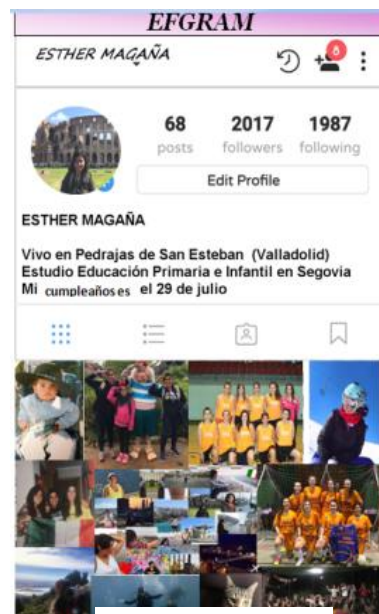 EFGRAM
ESTHER MAGAÑA
8
68 2017 1987
posts followers following
Edit Profile
ESTHER MAGAÑA
Vivo en Pedrajas de San Esteban (Valladolid)
Estudio Educación Primaria e Infantil en Segovia
Mi cumpleaños es el 29 de julio